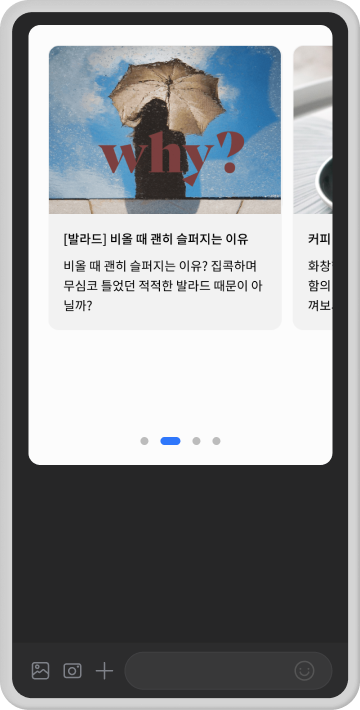 why?
[발라드] 비올 때 괜히 슬퍼지는 이유
비올 때 괜히 슬퍼지는 이유? 집콕하며
무심코 틀었던 적적한 발라드 때문이 아
닐까?
커피
화창
함의
껴보